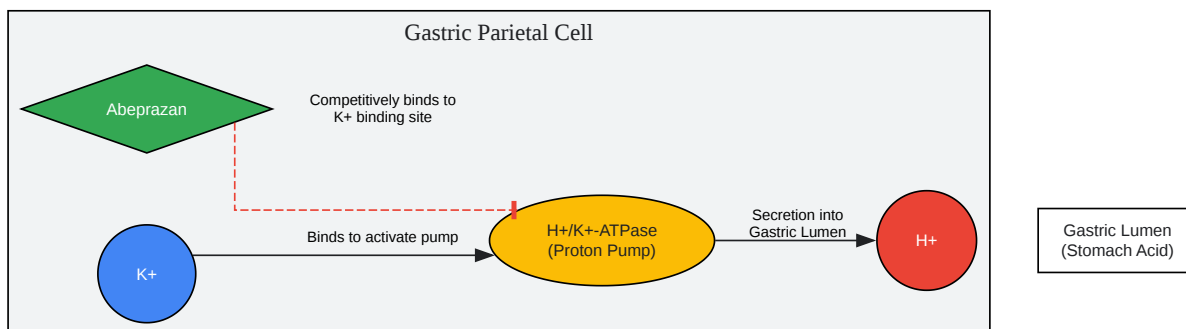 Gastric Parietal Cell
Abeprazan
Competitively binds to
K+ binding site
Binds to activate pump
K+
H+/K+-ATPase
(Proton Pump)
Secretion into
Gastric Lumen
H+
Gastric Lumen
(Stomach Acid)